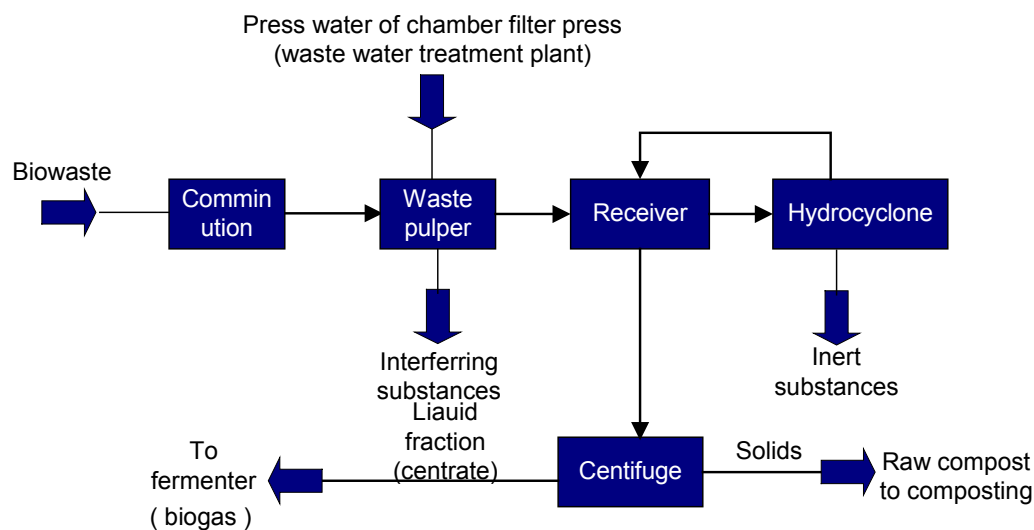 Press water of chamber filter press
(waste water treatment plant)
Biowaste
Commin
ution
Waste
pulper
Receiver
Hydrocyclone
Interferring
substances
Inert
substances
Liauid
fraction
(centrate)
To
fermenter
( biogas )
Centifuge
Solids
Raw compost
to composting